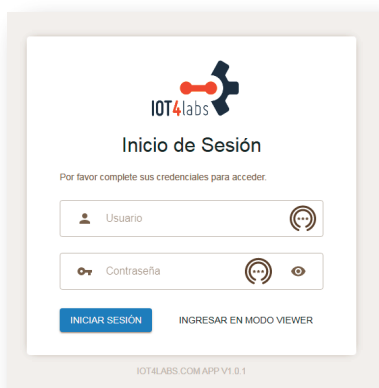 IOT4labs
Inicio de Sesión
Por favor complete sus credenciales para acceder.
Usuario
Contraseña
INICIAR SESIÓN
INGRESAR EN MODO VIEWER
IOT4LABS.COM APP V1.0.1